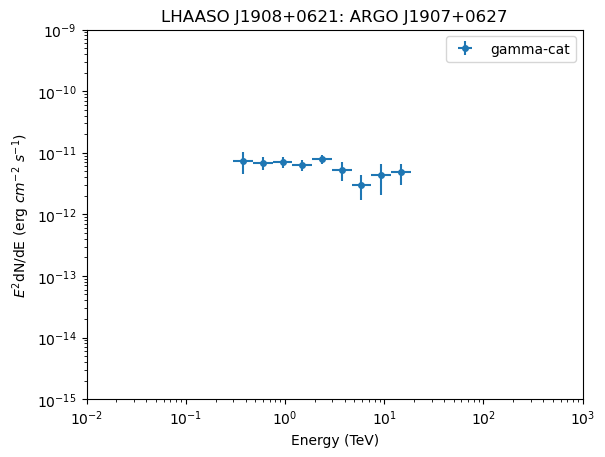 LHAASO J1908+0621: ARGO J1907+0627
gamma-cat
E²dN/dE (erg cm⁻² s⁻¹)
10⁻⁹
10⁻¹⁰
10⁻¹¹
10⁻¹²
10⁻¹³
10⁻¹⁴
10⁻¹⁵
10⁻² 10⁻¹ 10⁰ 10¹ 10² 10³
Energy (TeV)